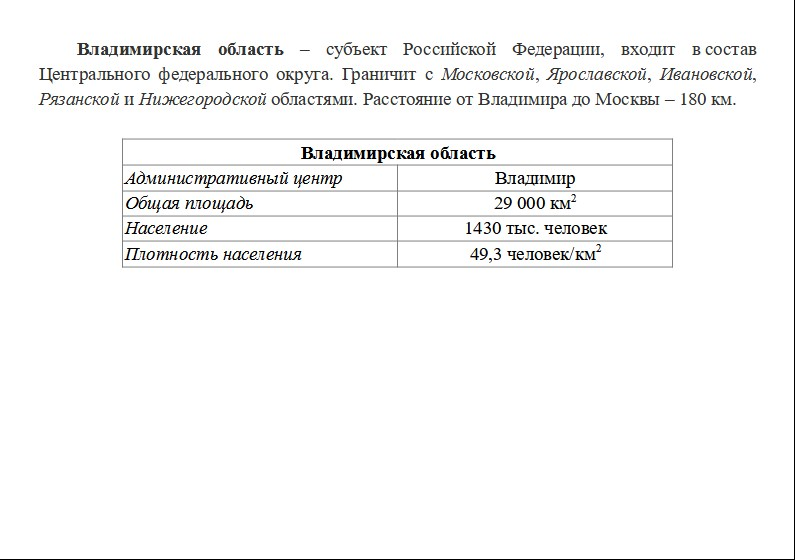 Владимирская область – субъект Российской Федерации, входит в состав
Центрального федерального округа. Граничит с Московской, Ярославской, Ивановской,
Рязанской и Нижегородской областями. Расстояние от Владимира до Москвы – 180 км.
Владимирская область
Административный центр Владимир
Общая площадь 29 000 км²
Население 1430 тыс. человек
Плотность населения 49,3 человек/км²